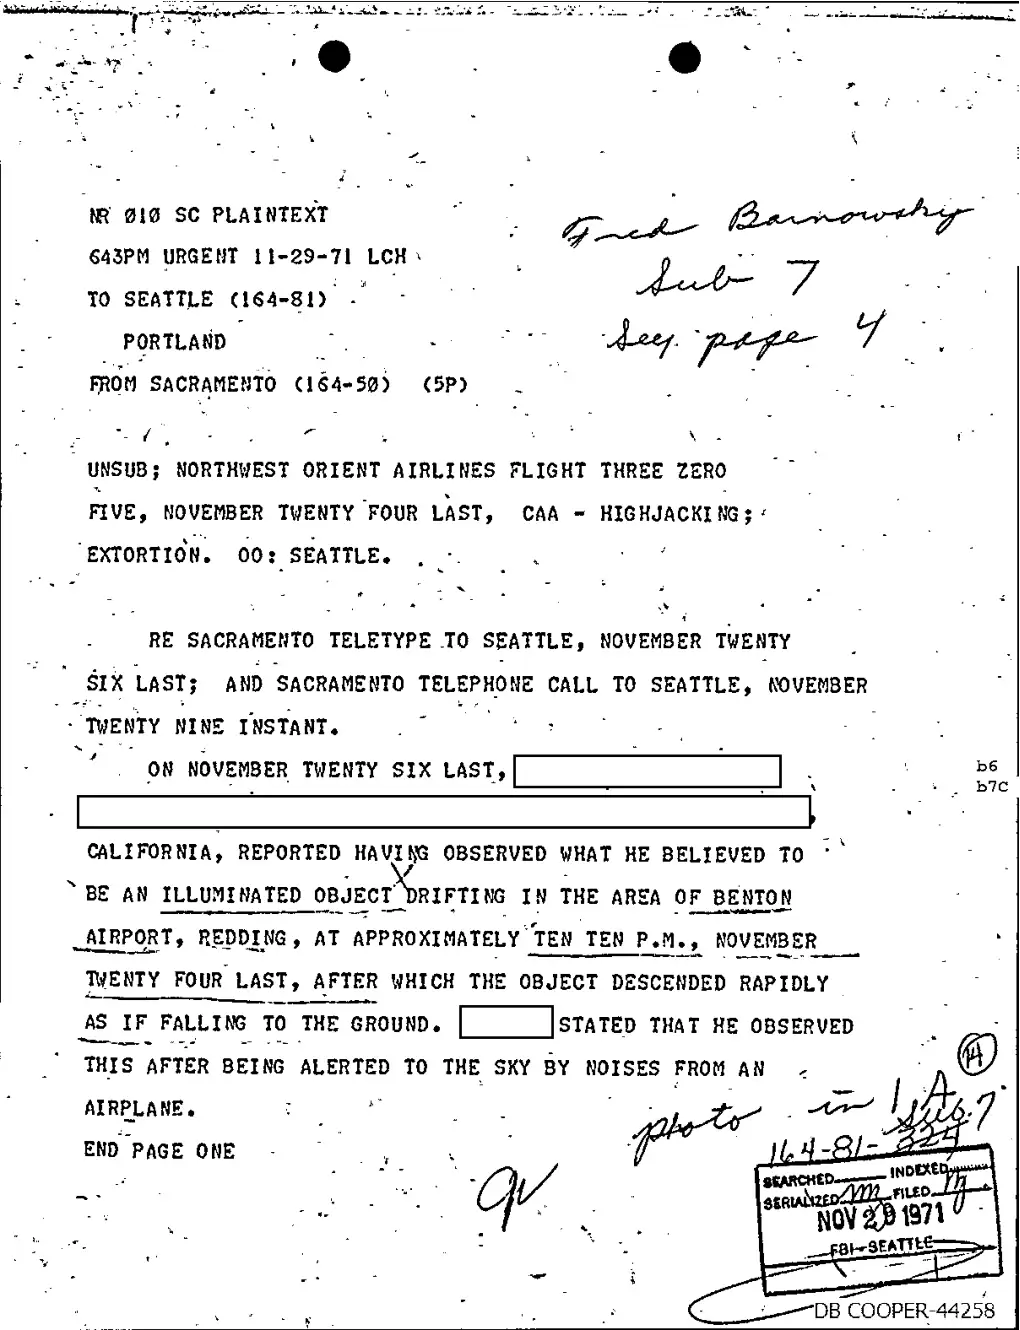 NR 010 SC PLAINTEXT
643PM URGENT 11-29-71 LCH
TO SEATTLE (164-81)
PORTLAND
FROM SACRAMENTO (164-50) (5P)
Fred Barnowsky
Sub 7
See page 4
UNSUB; NORTHWEST ORIENT AIRLINES FLIGHT THREE ZERO
FIVE, NOVEMBER TWENTY FOUR LAST, CAA - HIGHJACKING;
EXTORTION. OO: SEATTLE.
RE SACRAMENTO TELETYPE TO SEATTLE, NOVEMBER TWENTY
SIX LAST; AND SACRAMENTO TELEPHONE CALL TO SEATTLE, NOVEMBER
TWENTY NINE INSTANT.
ON NOVEMBER TWENTY SIX LAST,
b6
b7C
CALIFORNIA, REPORTED HAVING OBSERVED WHAT HE BELIEVED TO
BE AN ILLUMINATED OBJECT DRIFTING IN THE AREA OF BENTON
AIRPORT, REDDING, AT APPROXIMATELY TEN TEN P.M., NOVEMBER
TWENTY FOUR LAST, AFTER WHICH THE OBJECT DESCENDED RAPIDLY
AS IF FALLING TO THE GROUND. STATED THAT HE OBSERVED
THIS AFTER BEING ALERTED TO THE SKY BY NOISES FROM AN
AIRPLANE.
END PAGE ONE
14
photo in 1A
Sub. 7
164-81-324
SEARCHED INDEXED
SERIALIZED FILED
NOV 29 1971
FBI-SEATTLE
DB COOPER-44258